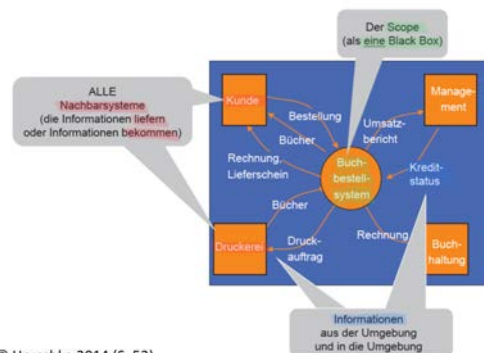 Der Scope
(als eine Black Box)
ALLE
Nachbarsysteme
(die Informationen liefern
oder Informationen bekommen)
Kunde
Bestellung
Bücher
Rechnung,
Lieferschein
Buch-
bestell-
system
Umsatz-
bericht
Manage-
ment
Kredit-
status
Bücher
Druckerei
Druck-
auftrag
Rechnung
Buch-
haltung
Informationen
aus der Umgebung
und in die Umgebung
2014 (S. 52)